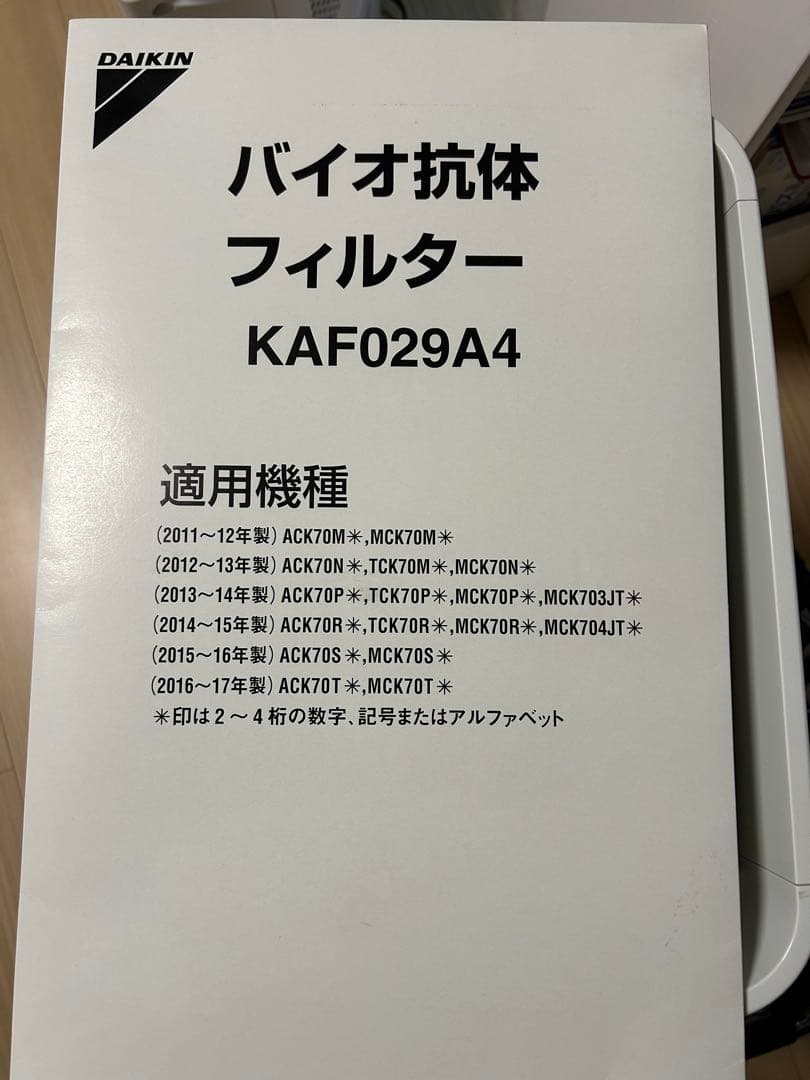 DAIKIN
バイオ抗体
フィルター
KAF029A4
適用機種
(2011～12年製) ACK70M✳,MCK70M✳
(2012～13年製) ACK70N✳,TCK70M✳,MCK70N✳
(2013～14年製) ACK70P✳,TCK70P✳,MCK70P✳,MCK703JT✳
(2014～15年製) ACK70R✳,TCK70R✳,MCK70R✳,MCK704JT✳
(2015～16年製) ACK70S✳,MCK70S✳
(2016～17年製) ACK70T✳,MCK70T✳
✳印は2～4桁の数字、記号またはアルファベット